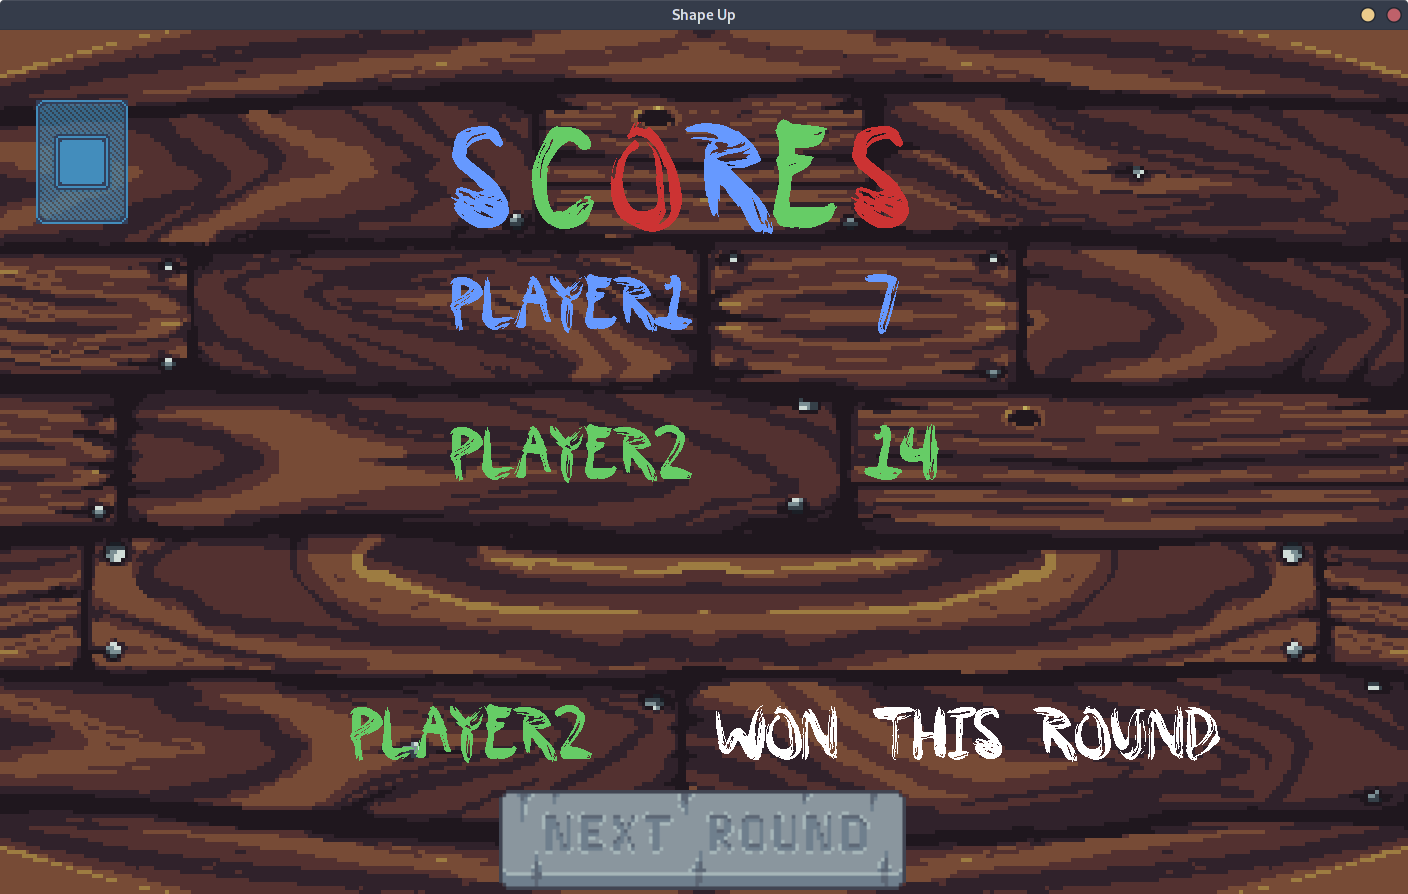 Shape Up
SCORES
PLAYER1 7
PLAYER2 14
PLAYER2 WON THIS ROUND
NEXT ROUND